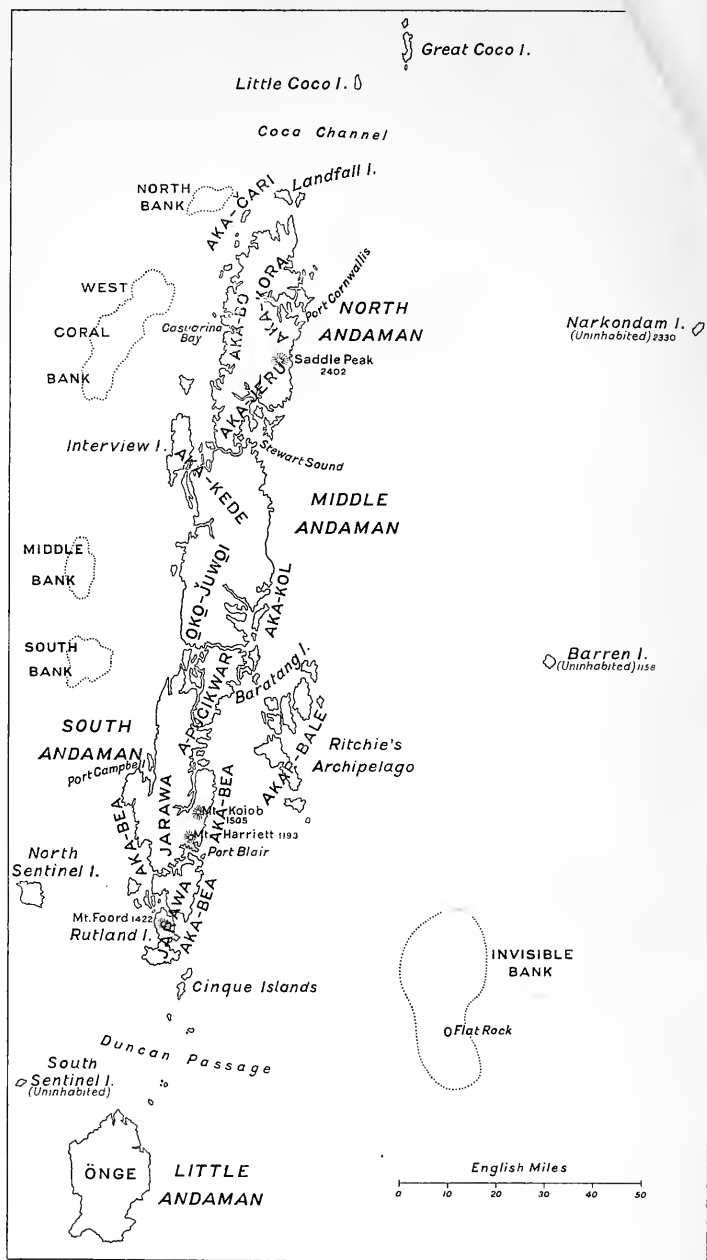 Great Coco I.
Little Coco I.
Coca Channel
NORTH
BANK
AKA-ČARI
Landfall I.
WEST
CORAL
BANK
Casuarina
Bay
AKA-BO
AKA-KORA
Port Cornwallis
NORTH
ANDAMAN
Narkondam I.
(Uninhabited) 2330
Saddle Peak
2402
AKA-JERU
Interview I.
Stewart Sound
AKA-KEDE
MIDDLE
ANDAMAN
MIDDLE
BANK
OKO-JUWOI
AKA-KOL
SOUTH
BANK
Barren I.
(Uninhabited) 1158
A-PUČIKWAR
Baratang I.
SOUTH
ANDAMAN
AKAR-BALE
Ritchie's
Archipelago
Port Campbell
AKA-BEA
JARAWA
AKA-BEA
Mt. Koiob
1505
Mt. Harriett 1193
Port Blair
North
Sentinel I.
Mt. Foord 1422
Rutland I.
JARAWA
AKA-BEA
INVISIBLE
BANK
Flat Rock
Cinque Islands
Duncan Passage
South
Sentinel I.
(Uninhabited)
ÖNGE
LITTLE
ANDAMAN
English Miles
0 10 20 30 40 50